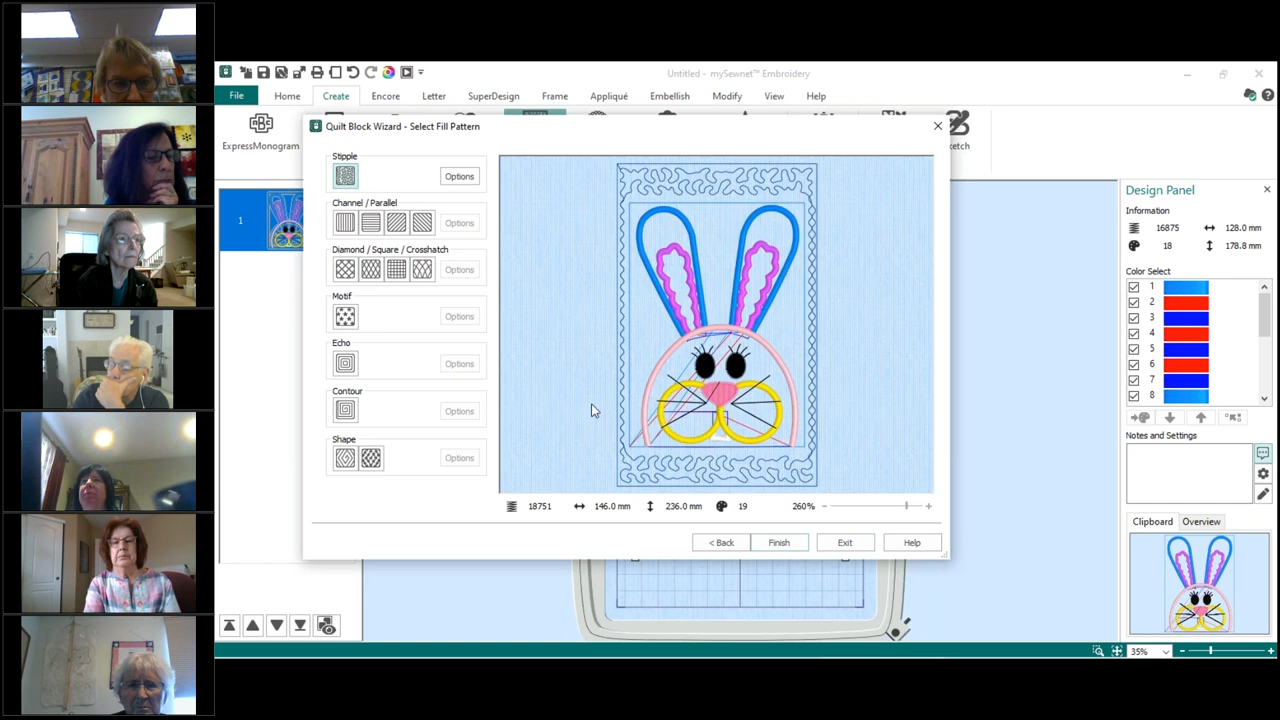 Untitled - mySewnet™ Embroidery
File Home Create Encore Letter SuperDesign Frame Appliqué Embellish Modify View Help
ExpressMonogram
ketch
Quilt Block Wizard - Select Fill Pattern
Stipple
Options
Channel / Parallel
Options
Diamond / Square / Crosshatch
Options
Motif
Options
Echo
Options
Contour
Options
Shape
Options
18751 146.0 mm 236.0 mm 19 260%
< Back Finish Exit Help
1
Design Panel
Information
16875 128.0 mm
18 178.8 mm
Color Select
1
2
3
4
5
6
7
8
Notes and Settings
Clipboard Overview
35%